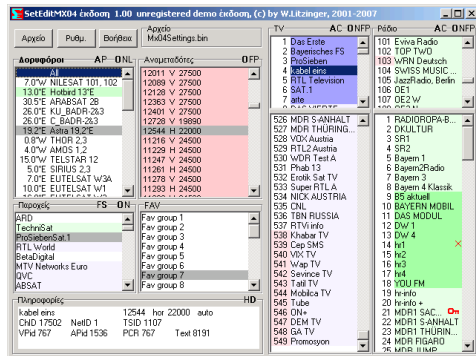 SetEditMX04 έκδοση 1.00 unregistered demo έκδοση, (c) by W.Litzinger, 2001-2007
Αρχείο
Ρυθμ.
Βοήθεια
Αρχείο
Mx04Settings.bin
Δορυφόροι AP ONL
All
7.0°W NILESAT 101, 102
13.0°E Hotbird 13°E
30.5°E ARABSAT 2B
26.0°E KU_BADR-2&3
26.0°E C_BADR-2&3
19.2°E Astra 19,2°E
0.8°W THOR 2,3
4.0°W AMOS 1,2
15.0°W TELSTAR 12
5.0°E SIRIUS 2,3
7.0°E EUTELSAT W3A
10.0°E EUTELSAT W1
Αναμεταδότες OFP
12011 V 27500
12089 V 27500
12108 V 27500
12363 V 27500
12401 V 27500
12728 V 19890
12544 H 22000
11216 V 24500
11229 H 24500
11247 V 24500
11261 H 24500
11278 V 24500
11293 H 24500
Παροχείς FS ON
ARD
TechniSat
ProSiebenSat.1
RTL World
BetaDigital
MTV Networks Euro
QVC
ABSAT
FAV
Fav group 1
Fav group 2
Fav group 3
Fav group 4
Fav group 5
Fav group 6
Fav group 7
Fav group 8
Πληροφορίες HD
kabel eins 12544 hor 22000 auto
ChID 17502 NetID 1 TSID 1107
VPid 767 APid 1536 PCR 767 Text 8191
TV AC ONFP
1 Das Erste
2 Bayerisches FS
3 ProSieben
4 kabel eins
5 RTL Television
6 SAT.1
7 arte
526 MDR S-ANHALT
527 MDR THÜRING...
528 VOX Austria
529 RTL2 Austria
530 WDR Test A
531 Phab 13
532 Erotik Sat TV
533 Super RTL A
534 NICK AUSTRIA
535 CNL
536 TBN RUSSIA
537 RTVi info
538 Khabar TV
539 Cep SMS
540 VIX TV
541 Wap TV
542 Sevince TV
543 Tatil TV
544 Mobilca TV
545 Tube
546 ON+
547 DEM TV
548 GA TV
549 Promosyon
Ράδιο AC ONFP
101 Eviva Radio
102 TOP TWO
103 WRN Deutsch
104 SWISS MUSIC ...
105 JazzRadio, Berlin
106 OE1
107 OE2 W
1 RADIOROPA-B...
2 DKULTUR
3 SR1
4 SR2
5 Bayern 1
6 Bayern2Radio
7 Bayern 3
8 Bayern 4 Klassik
9 B5 aktuell
10 BAYERN MOBIL
11 DAS MODUL
12 DW 1
13 DW 4
14 hr1
15 hr2
16 hr3
17 hr4
18 YOU FM
19 hr-info
20 hr-info +
21 MDR1 SAC...
22 MDR1 S-ANHALT
23 MDR1 THÜRIN...
24 MDR FIGARO
25 MDR JUMP